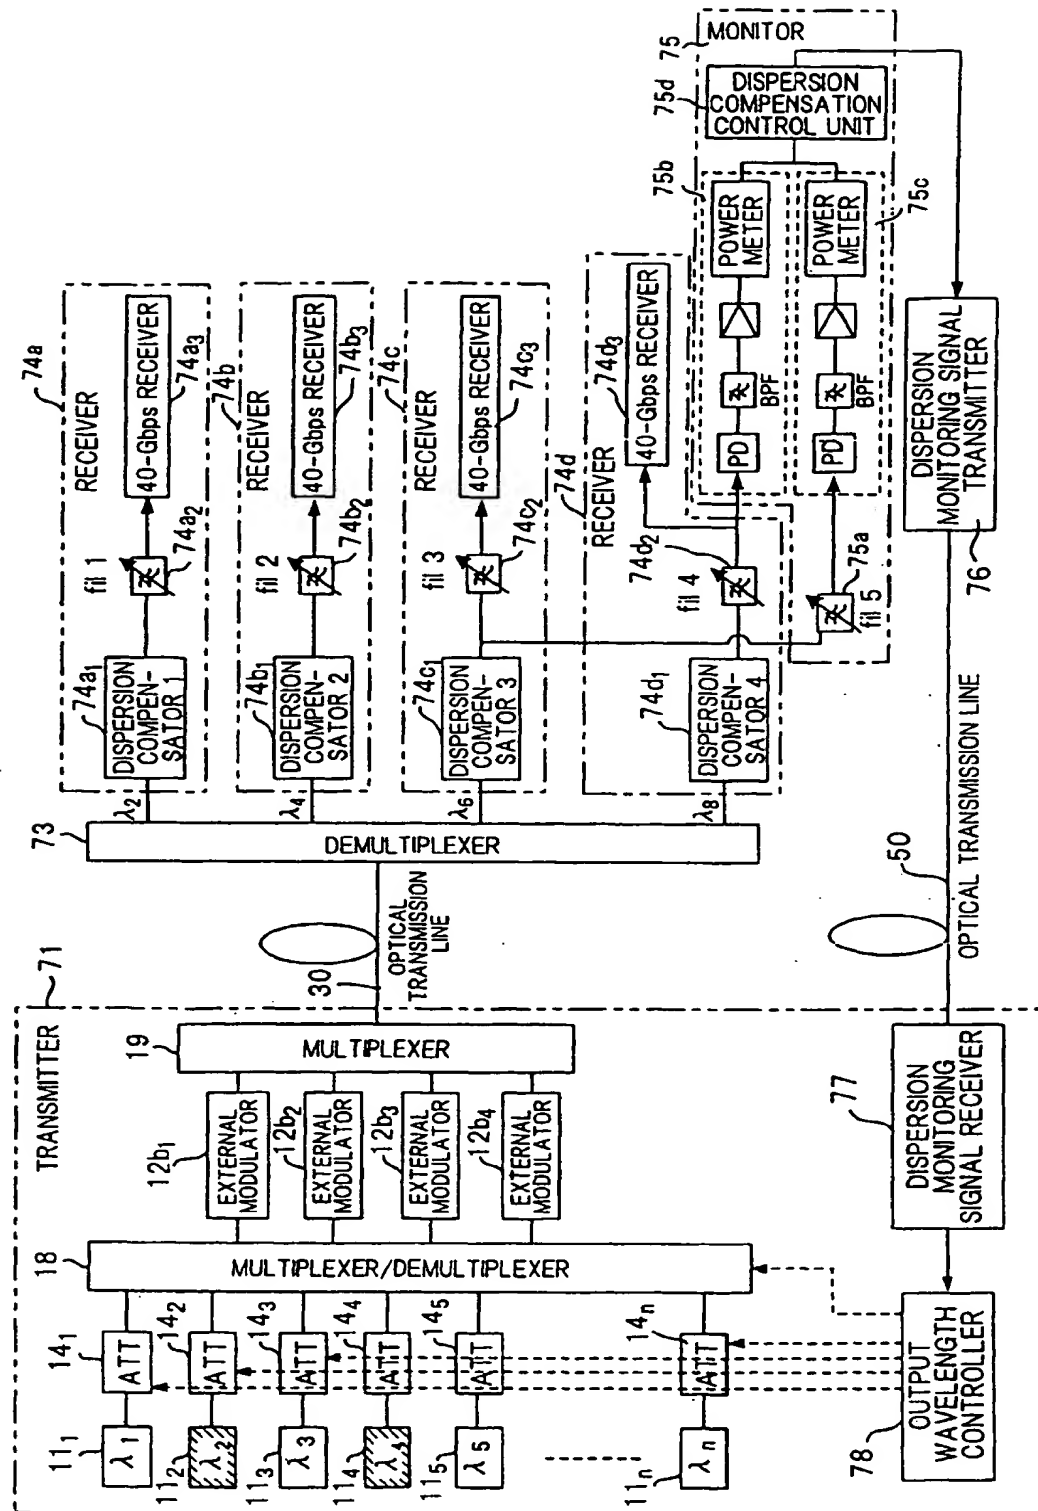 TRANSMITTER
71
11₁
λ1
14₁
ATT
11₂
λ2
14₂
ATT
11₃
λ3
14₃
ATT
11₄
14₄
ATT
11₅
λ5
14₅
ATT
11n
λn
14n
ATT
18
MULTIPLEXER/DEMULTIPLEXER
12b₁
EXTERNAL
MODULATOR
12b₂
EXTERNAL
MODULATOR
12b₃
EXTERNAL
MODULATOR
12b₄
EXTERNAL
MODULATOR
19
MULTIPLEXER
78
OUTPUT
WAVELENGTH
CONTROLLER
77
DISPERSION
MONITORING
SIGNAL RECEIVER
30
OPTICAL
TRANSMISSION
LINE
50
OPTICAL TRANSMISSION LINE
73
DEMULTIPLEXER
λ2
λ4
λ6
λ8
74a
RECEIVER
74a₁
DISPERSION
COMPEN-
SATOR 1
fil 1
74a₂
40-Gbps RECEIVER
74a₃
74b
RECEIVER
74b₁
DISPERSION
COMPEN-
SATOR 2
fil 2
74b₂
40-Gbps RECEIVER
74b₃
74c
RECEIVER
74c₁
DISPERSION
COMPEN-
SATOR 3
fil 3
74c₂
40-Gbps RECEIVER
74c₃
74d
RECEIVER
74d₁
DISPERSION
COMPEN-
SATOR 4
fil 4
74d₂
40-Gbps RECEIVER
74d₃
75
MONITOR
75a
fil 5
75b
PD
BPF
POWER
METER
75c
PD
BPF
POWER
METER
75d
DISPERSION
COMPENSATION
CONTROL UNIT
76
DISPERSION
MONITORING SIGNAL
TRANSMITTER